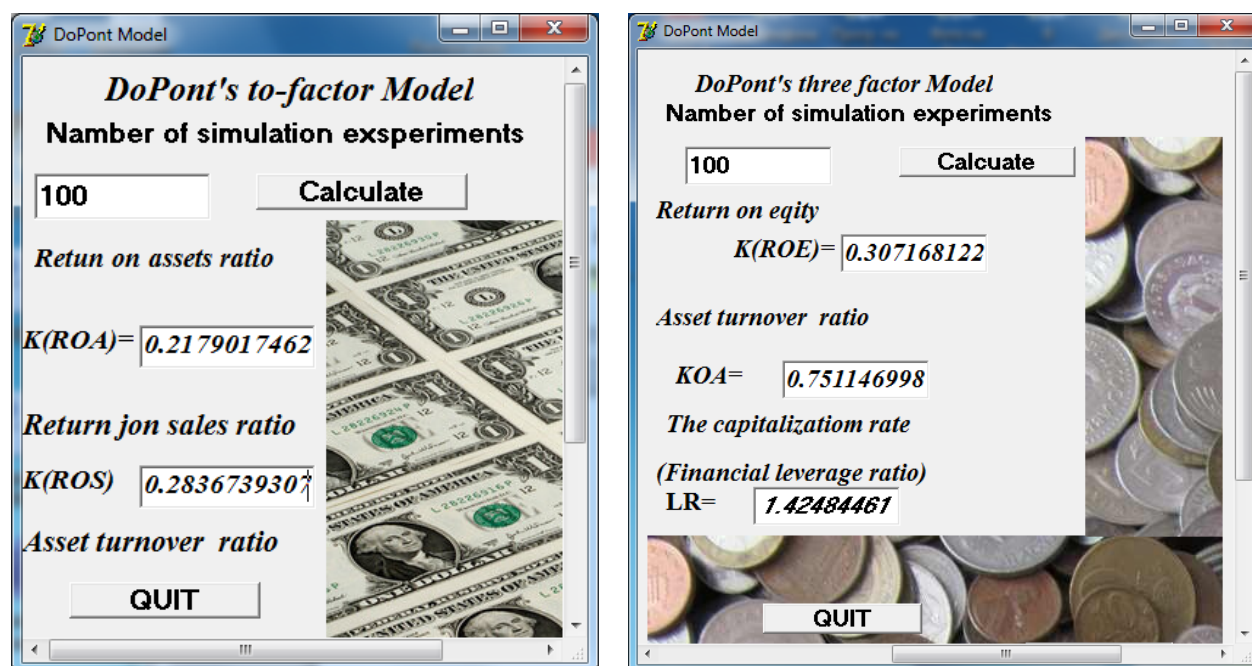 DoPont Model
DoPont's to-factor Model
Namber of simulation exsperiments
100
Calculate
Retun on assets ratio
K(ROA)= 0.2179017462
Return jon sales ratio
K(ROS) 0.2836739307
Asset turnover ratio
QUIT
DoPont Model
DoPont's three factor Model
Namber of simulation experiments
100
Calcuate
Return on eqity
K(ROE)= 0.307168122
Asset turnover ratio
KOA= 0.751146998
The capitalizatiom rate
(Financial leverage ratio)
LR= 1.42484461
QUIT